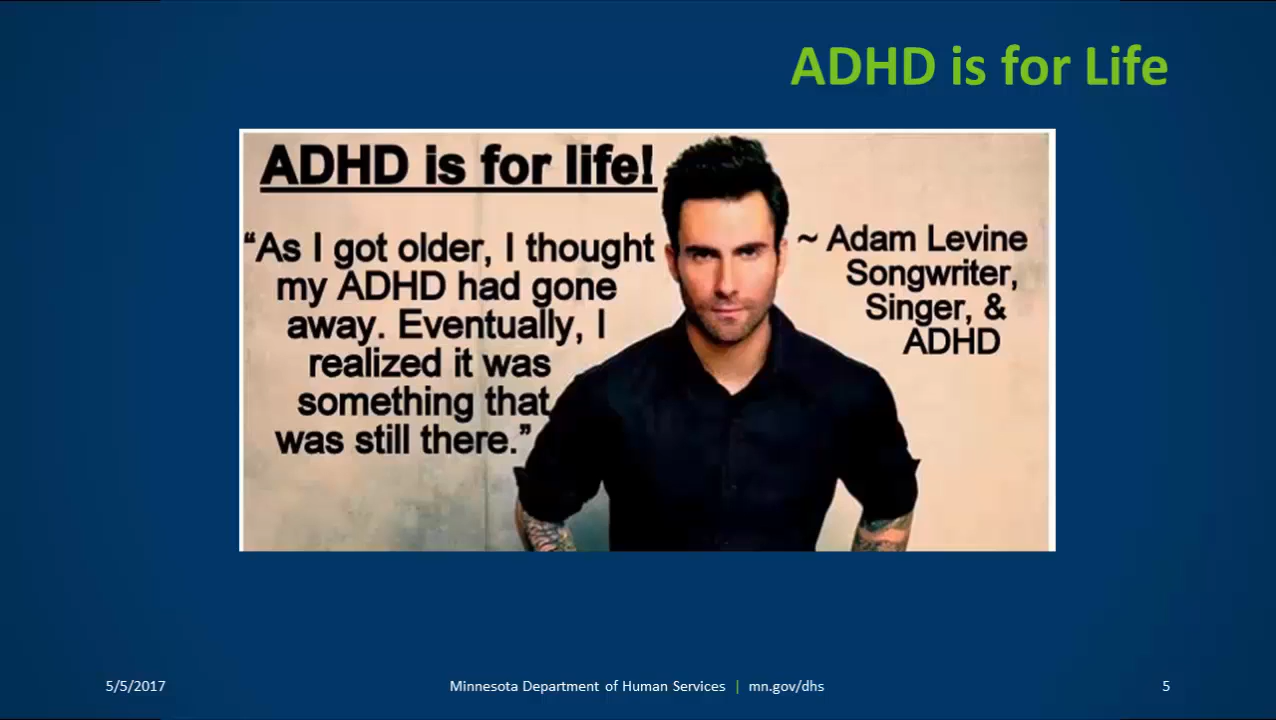 ADHD is for Life
ADHD is for life!
“As I got older, I thought
my ADHD had gone
away. Eventually, I
realized it was
something that
was still there.”
~ Adam Levine
Songwriter,
Singer, &
ADHD
5/5/2017
Minnesota Department of Human Services | mn.gov/dhs
5